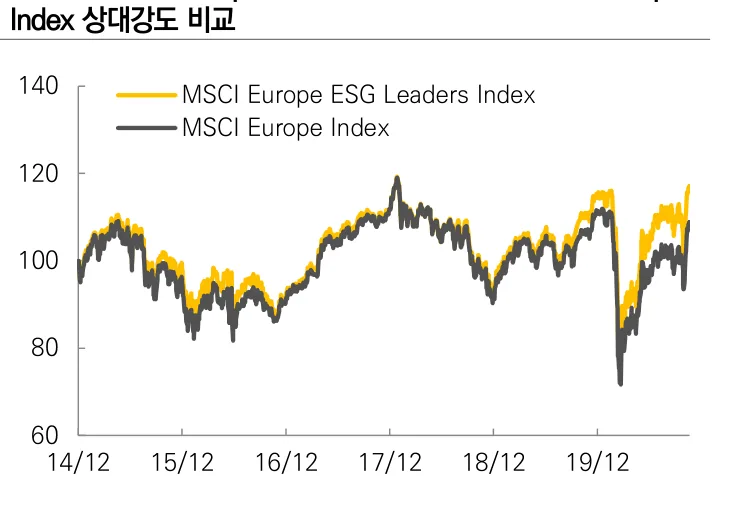 Index 상대강도 비교
140
MSCI Europe ESG Leaders Index
MSCI Europe Index
120
100
80
60
14/12 15/12 16/12 17/12 18/12 19/12